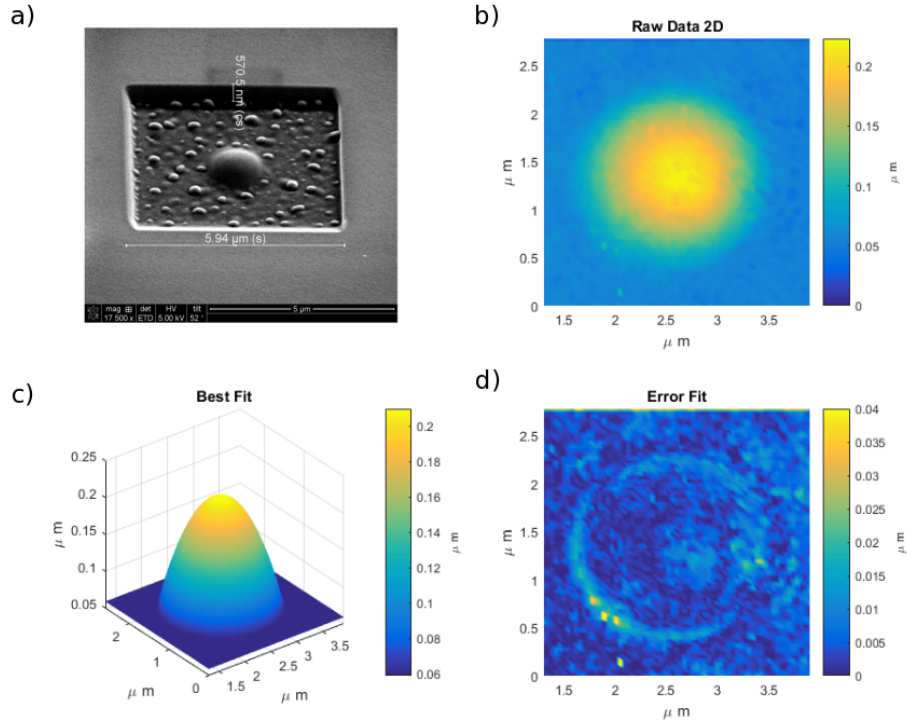 a)
570.5 nm (cs)
5.94 µm (s)
mag ⊞ det HV tilt
17 500 x ETD 5.00 kV 52 °
5 µm
b)
Raw Data 2D
2.5
2
1.5
1
0.5
0
μ m
1.5 2 2.5 3 3.5
μ m
0.2
0.15
0.1
0.05
0
μ m
c)
Best Fit
0.25
0.2
0.15
0.1
0.05
μ m
2
1
0
μ m
1.5 2 2.5 3 3.5
μ m
0.2
0.18
0.16
0.14
0.12
0.1
0.08
0.06
μ m
d)
Error Fit
2.5
2
1.5
1
0.5
0
μ m
1.5 2 2.5 3 3.5
μ m
0.04
0.035
0.03
0.025
0.02
0.015
0.01
0.005
0
μ m